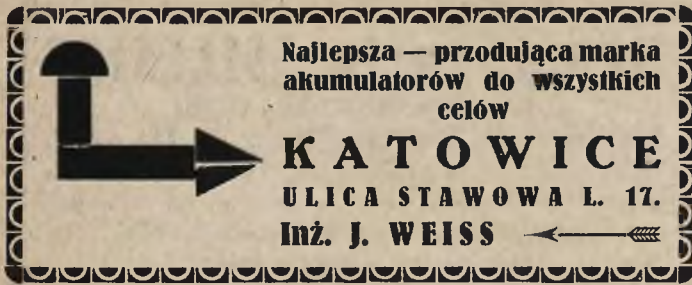 Najlepsza — przodująca marka
akumulatorów do wszystkich
celów
KATOWICE
ULICA STAWOWA L. 17.
Inż. J. WEISS